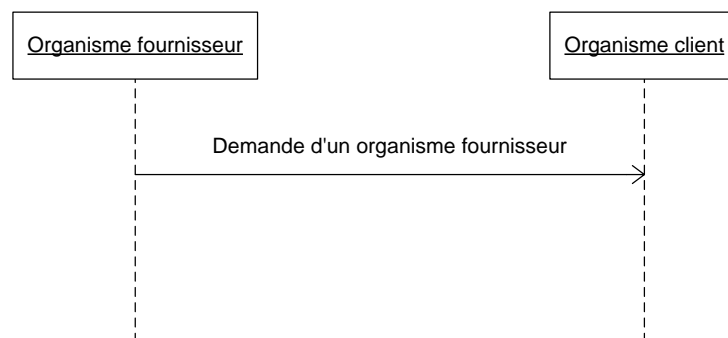 Organisme fournisseur
Organisme client
Demande d'un organisme fournisseur